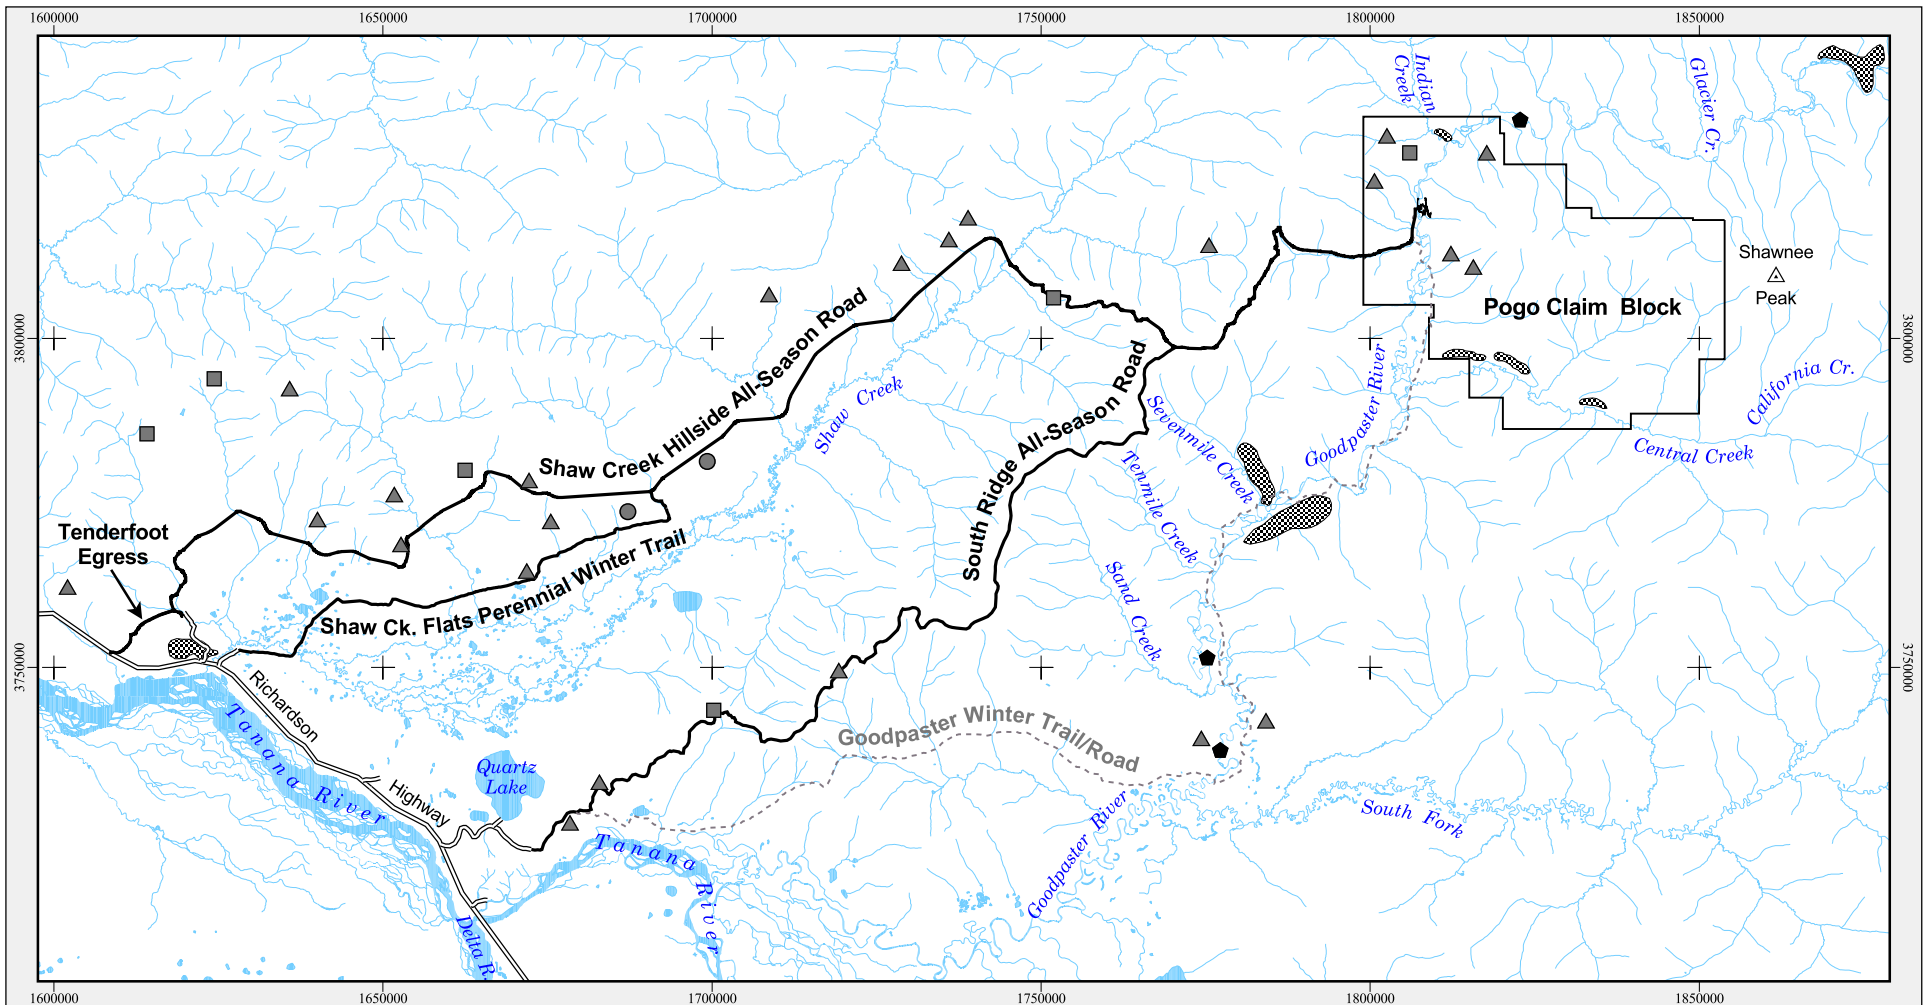 1600000 1650000 1700000 1750000 1800000 1850000
Indian
Creek
Glacier Cr.
Shawnee
Peak
Pogo Claim Block
3800000
3800000
Shaw Creek Hillside All-Season Road
Shaw Creek
South Ridge All-Season Road
Sevenmile Creek
Goodpaster River
California Cr.
Central Creek
Tenmile Creek
Tenderfoot
Egress
Shaw Ck. Flats Perennial Winter Trail
Sand Creek
3750000
3750000
Richardson
Highway
Tanana River
Goodpaster Winter Trail/Road
Quartz
Lake
South Fork
Goodpaster River
Tanana River
Delta R.
1600000 1650000 1700000 1750000 1800000 1850000